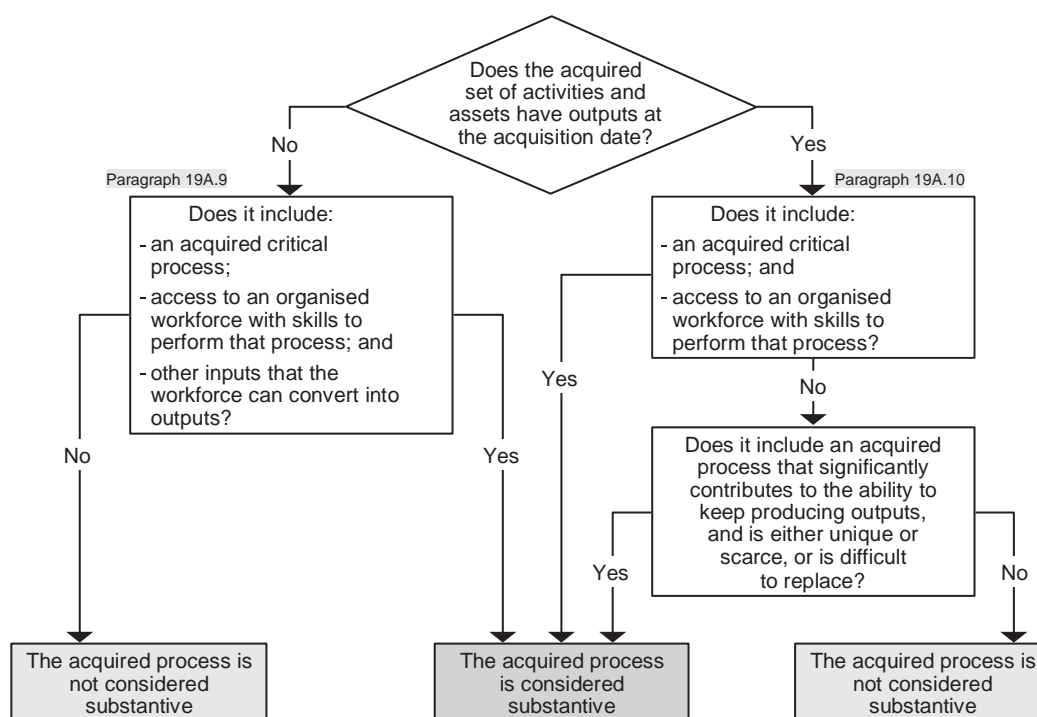 Does the acquired
set of activities and
assets have outputs at
the acquisition date?
No
Yes
Paragraph 19A.9
Paragraph 19A.10
Does it include:
- an acquired critical
process;
- access to an organised
workforce with skills to
perform that process; and
- other inputs that the
workforce can convert into
outputs?
Does it include:
- an acquired critical
process; and
- access to an organised
workforce with skills to
perform that process?
No
Yes
Yes
No
Does it include an acquired
process that significantly
contributes to the ability to
keep producing outputs,
and is either unique or
scarce, or is difficult
to replace?
Yes
No
The acquired process is
not considered
substantive
The acquired process
is considered
substantive
The acquired process is
not considered
substantive